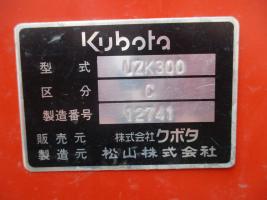 Kubota
型式 UZK300
区分 C
製造番号 12741
販売元 株式会社クボタ
製造元 松山株式会社